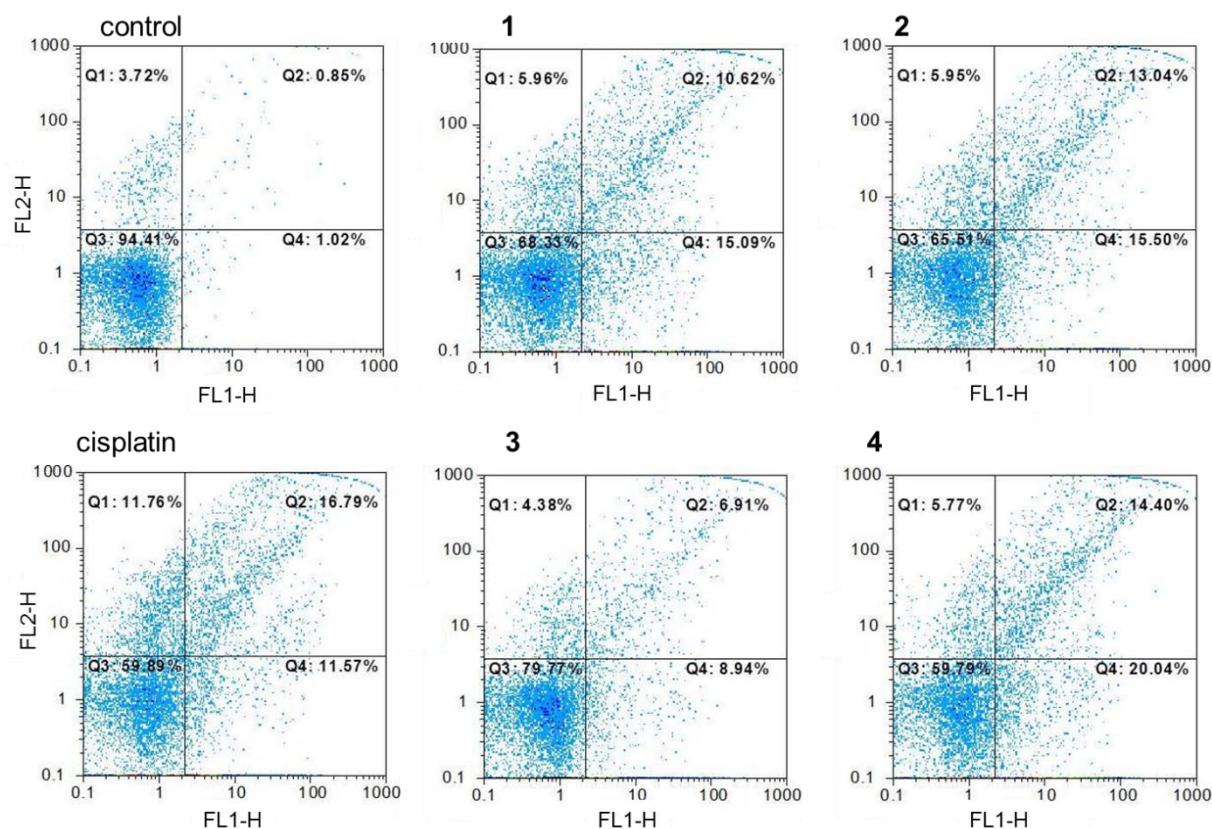 control
1000
Q1: 3.72%
Q2: 0.85%
100
10
Q3: 94.41%
Q4: 1.02%
1
0.1
0.1 1 10 100 1000
FL2-H
FL1-H
1
1000
Q1: 5.96%
Q2: 10.62%
100
10
Q3: 68.33%
Q4: 15.09%
1
0.1
0.1 1 10 100 1000
FL1-H
2
1000
Q1: 5.95%
Q2: 13.04%
100
10
Q3: 65.51%
Q4: 15.50%
1
0.1
0.1 1 10 100 1000
FL1-H
cisplatin
1000
Q1: 11.76%
Q2: 16.79%
100
10
Q3: 59.89%
Q4: 11.57%
1
0.1
0.1 1 10 100 1000
FL2-H
FL1-H
3
1000
Q1: 4.38%
Q2: 6.91%
100
10
Q3: 79.77%
Q4: 8.94%
1
0.1
0.1 1 10 100 1000
FL1-H
4
1000
Q1: 5.77%
Q2: 14.40%
100
10
Q3: 59.79%
Q4: 20.04%
1
0.1
0.1 1 10 100 1000
FL1-H